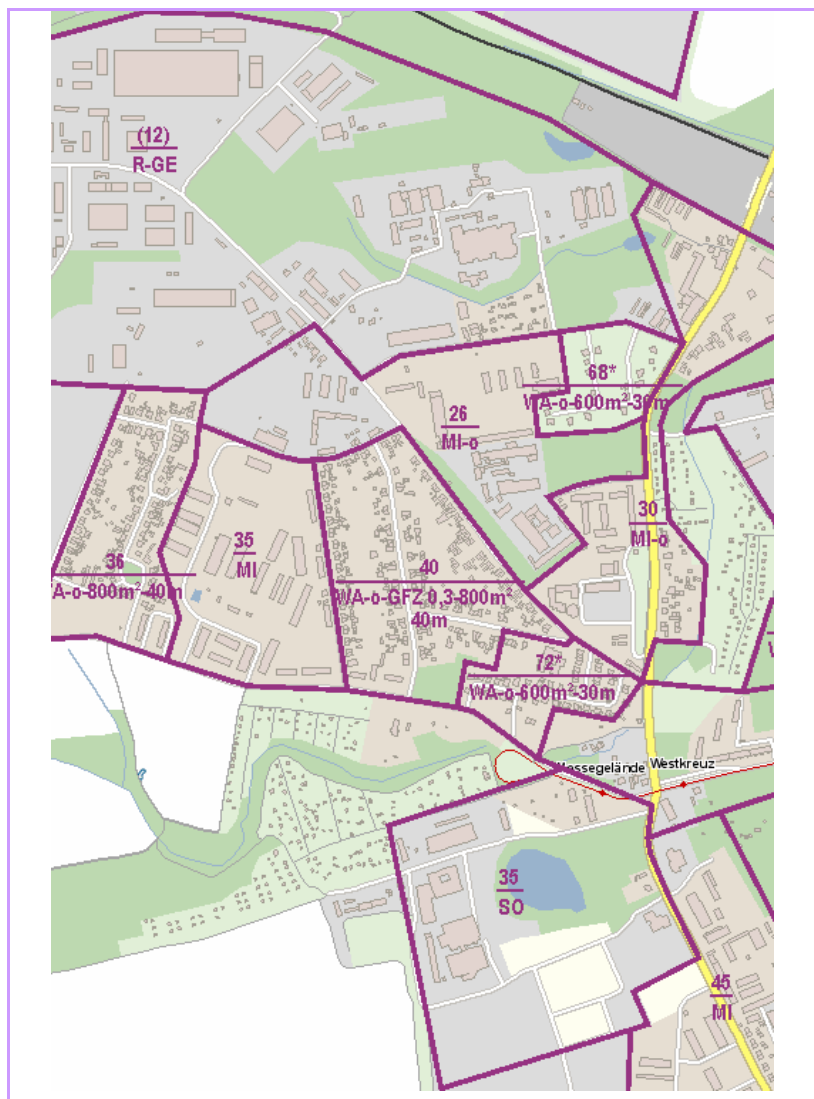 (12)
R-GE
68*
WA-o-600m²-30m
26
MI-o
30
MI-o
35
MI
36
A-o-800m²-40m
40
WA-o-GFZ 0,3-800m²
40m
72*
WA-o-600m²-30m
Messegelände
Westkreuz
35
SO
45
MI